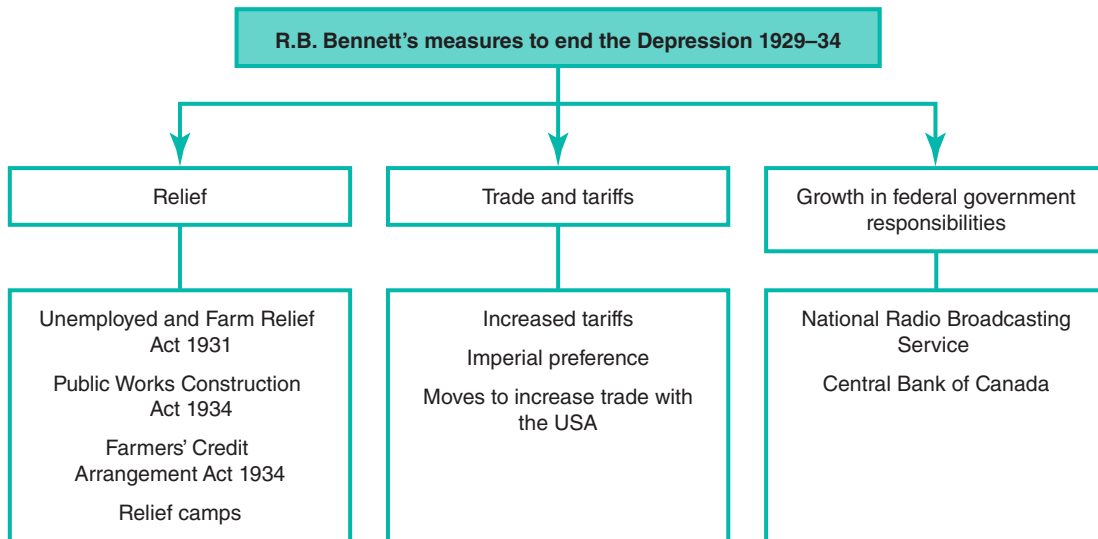 R.B. Bennett’s measures to end the Depression 1929–34
Relief
Trade and tariffs
Growth in federal government
responsibilities
Unemployed and Farm Relief
Act 1931
Public Works Construction
Act 1934
Farmers’ Credit
Arrangement Act 1934
Relief camps
Increased tariffs
Imperial preference
Moves to increase trade with
the USA
National Radio Broadcasting
Service
Central Bank of Canada